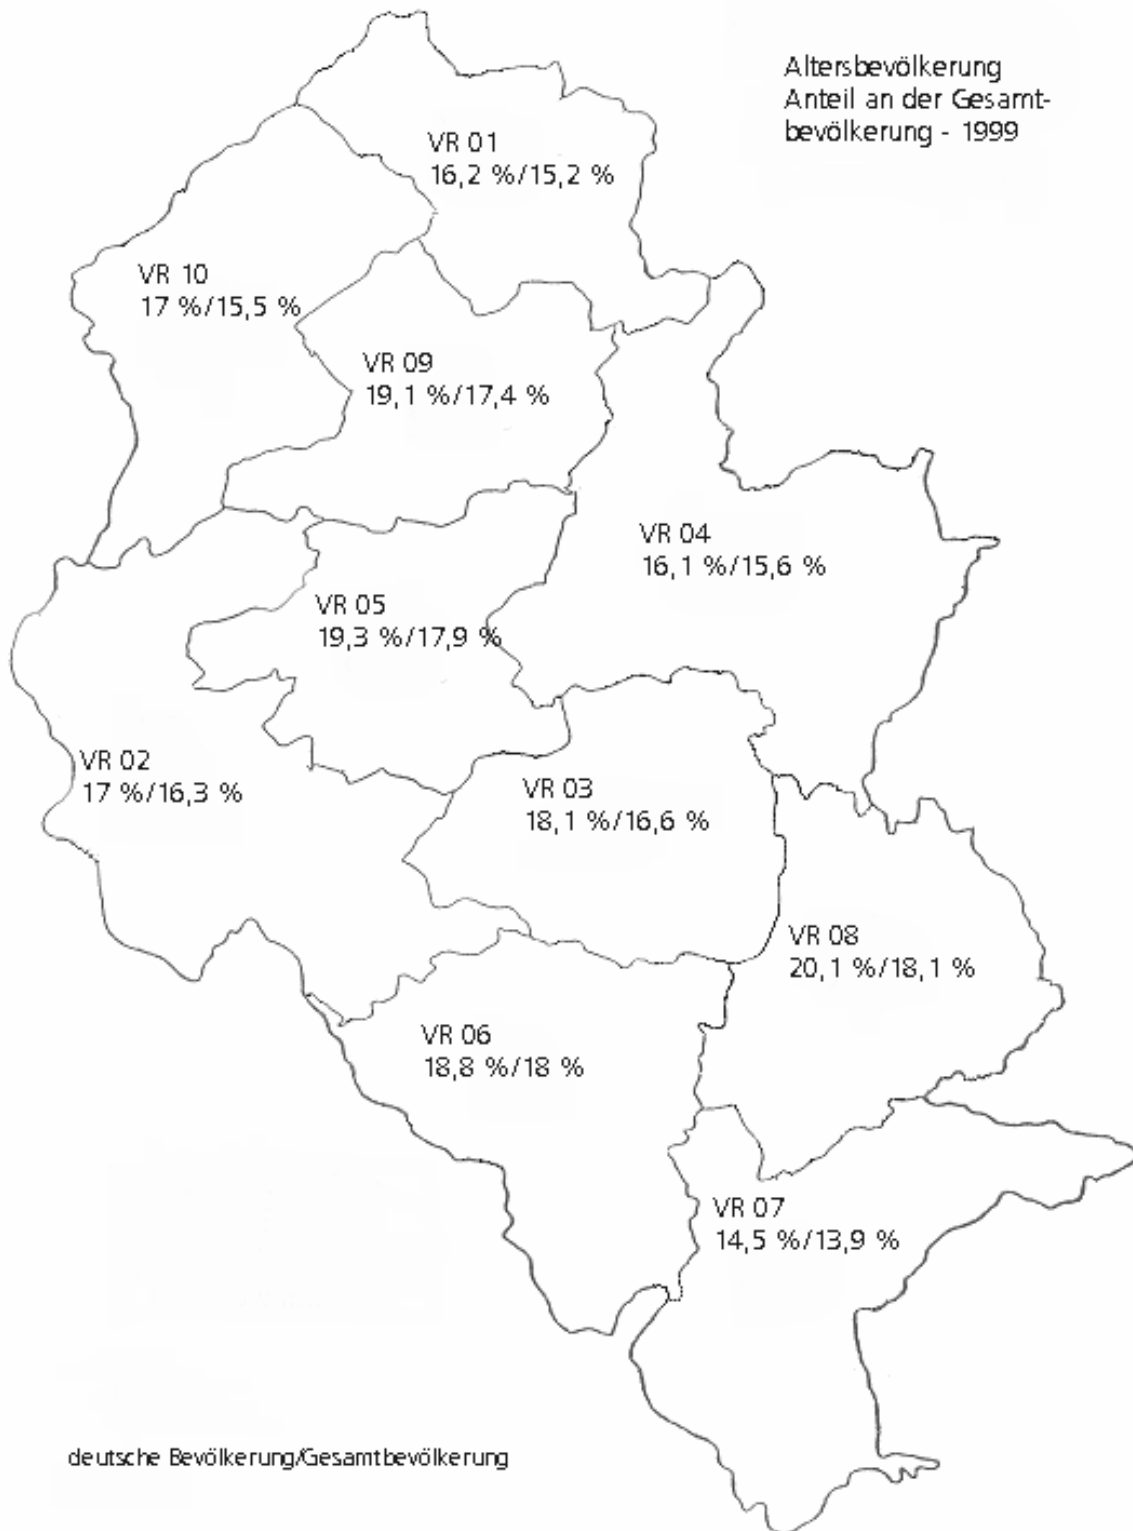 Altersbevölkerung
Anteil an der Gesamt-
bevölkerung - 1999
VR 01
16,2 %/15,2 %
VR 10
17 %/15,5 %
VR 09
19,1 %/17,4 %
VR 04
16,1 %/15,6 %
VR 05
19,3 %/17,9 %
VR 02
17 %/16,3 %
VR 03
18,1 %/16,6 %
VR 08
20,1 %/18,1 %
VR 06
18,8 %/18 %
VR 07
14,5 %/13,9 %
deutsche Bevölkerung/Gesamtbevölkerung